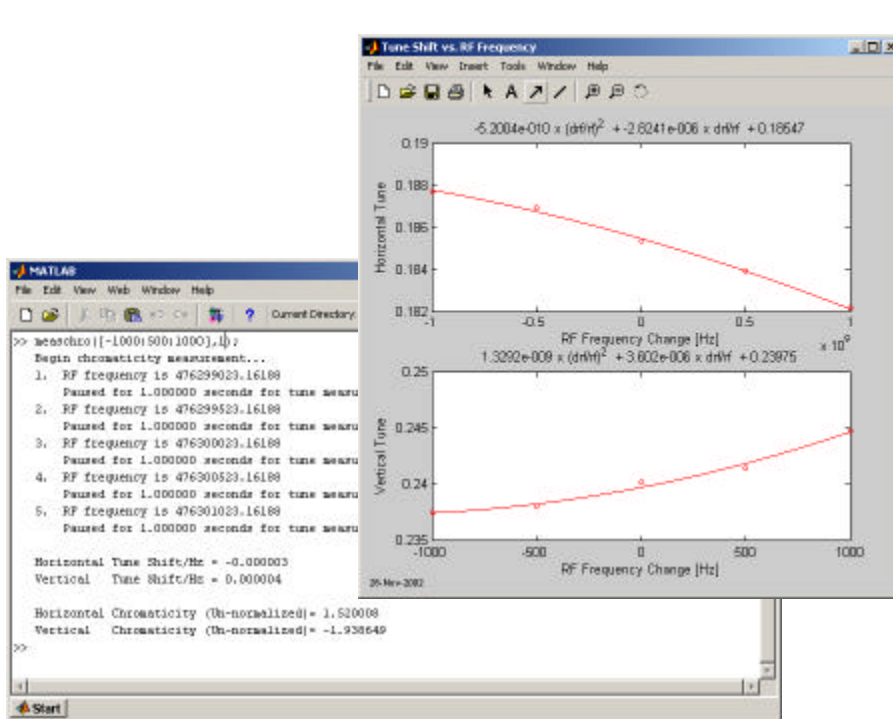 Tune Shift vs. RF Frequency
File Edit View Insert Tools Window Help
-5.2004e-010 x (drf/rf)2 + -2.8241e-006 x drf/rf + 0.18547
0.19
0.188
0.186
0.184
0.182
Horizontal Tune
-1 -0.5 0 0.5 1
RF Frequency Change [Hz]
1.3292e-009 x (drf/rf)2 + 3.602e-006 x drf/rf + 0.23975
0.25
0.245
0.24
0.235
Vertical Tune
-1000 -500 0 500 1000
RF Frequency Change [Hz]
26-Nov-2002
MATLAB
File Edit View Web Window Help
Current Directory:
>> measchro([-1000:500:1000],1);
Begin chromaticity measurement...
1. RF frequency is 476299023.16188
Paused for 1.000000 seconds for tune measu
2. RF frequency is 476299523.16188
Paused for 1.000000 seconds for tune measu
3. RF frequency is 476300023.16188
Paused for 1.000000 seconds for tune measu
4. RF frequency is 476300523.16188
Paused for 1.000000 seconds for tune measu
5. RF frequency is 476301023.16188
Paused for 1.000000 seconds for tune measu
Horizontal Tune Shift/Hz = -0.000003
Vertical Tune Shift/Hz = 0.000004
Horizontal Chromaticity (Un-normalized)= 1.520008
Vertical Chromaticity (Un-normalized)= -1.938649
>>
Start